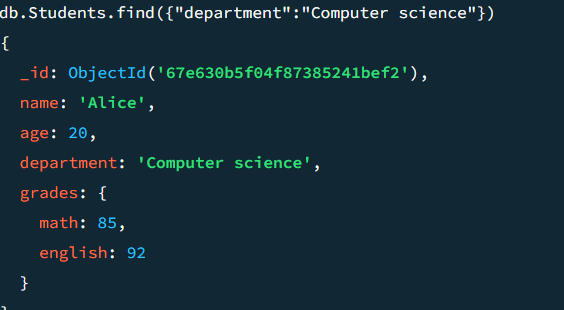 db.Students.find({"department":"Computer science"})
{
_id: ObjectId('67e630b5f04f87385241bef2'),
name: 'Alice',
age: 20,
department: 'Computer science',
grades: {
math: 85,
english: 92
}
}